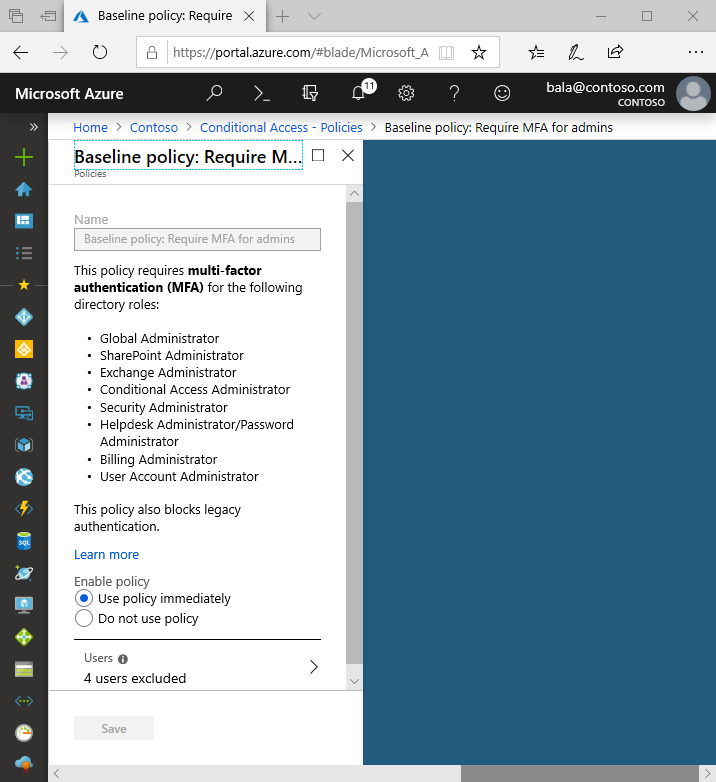 Baseline policy: Require
https://portal.azure.com/#blade/Microsoft_A
Microsoft Azure
11
bala@contoso.com
CONTOSO
Home > Contoso > Conditional Access - Policies > Baseline policy: Require MFA for admins
Baseline policy: Require M...
Policies
Name
Baseline policy: Require MFA for admins
This policy requires multi-factor
authentication (MFA) for the following
directory roles:
• Global Administrator
• SharePoint Administrator
• Exchange Administrator
• Conditional Access Administrator
• Security Administrator
• Helpdesk Administrator/Password
Administrator
• Billing Administrator
• User Account Administrator
This policy also blocks legacy
authentication.
Learn more
Enable policy
Use policy immediately
Do not use policy
Users
4 users excluded
Save
SQL